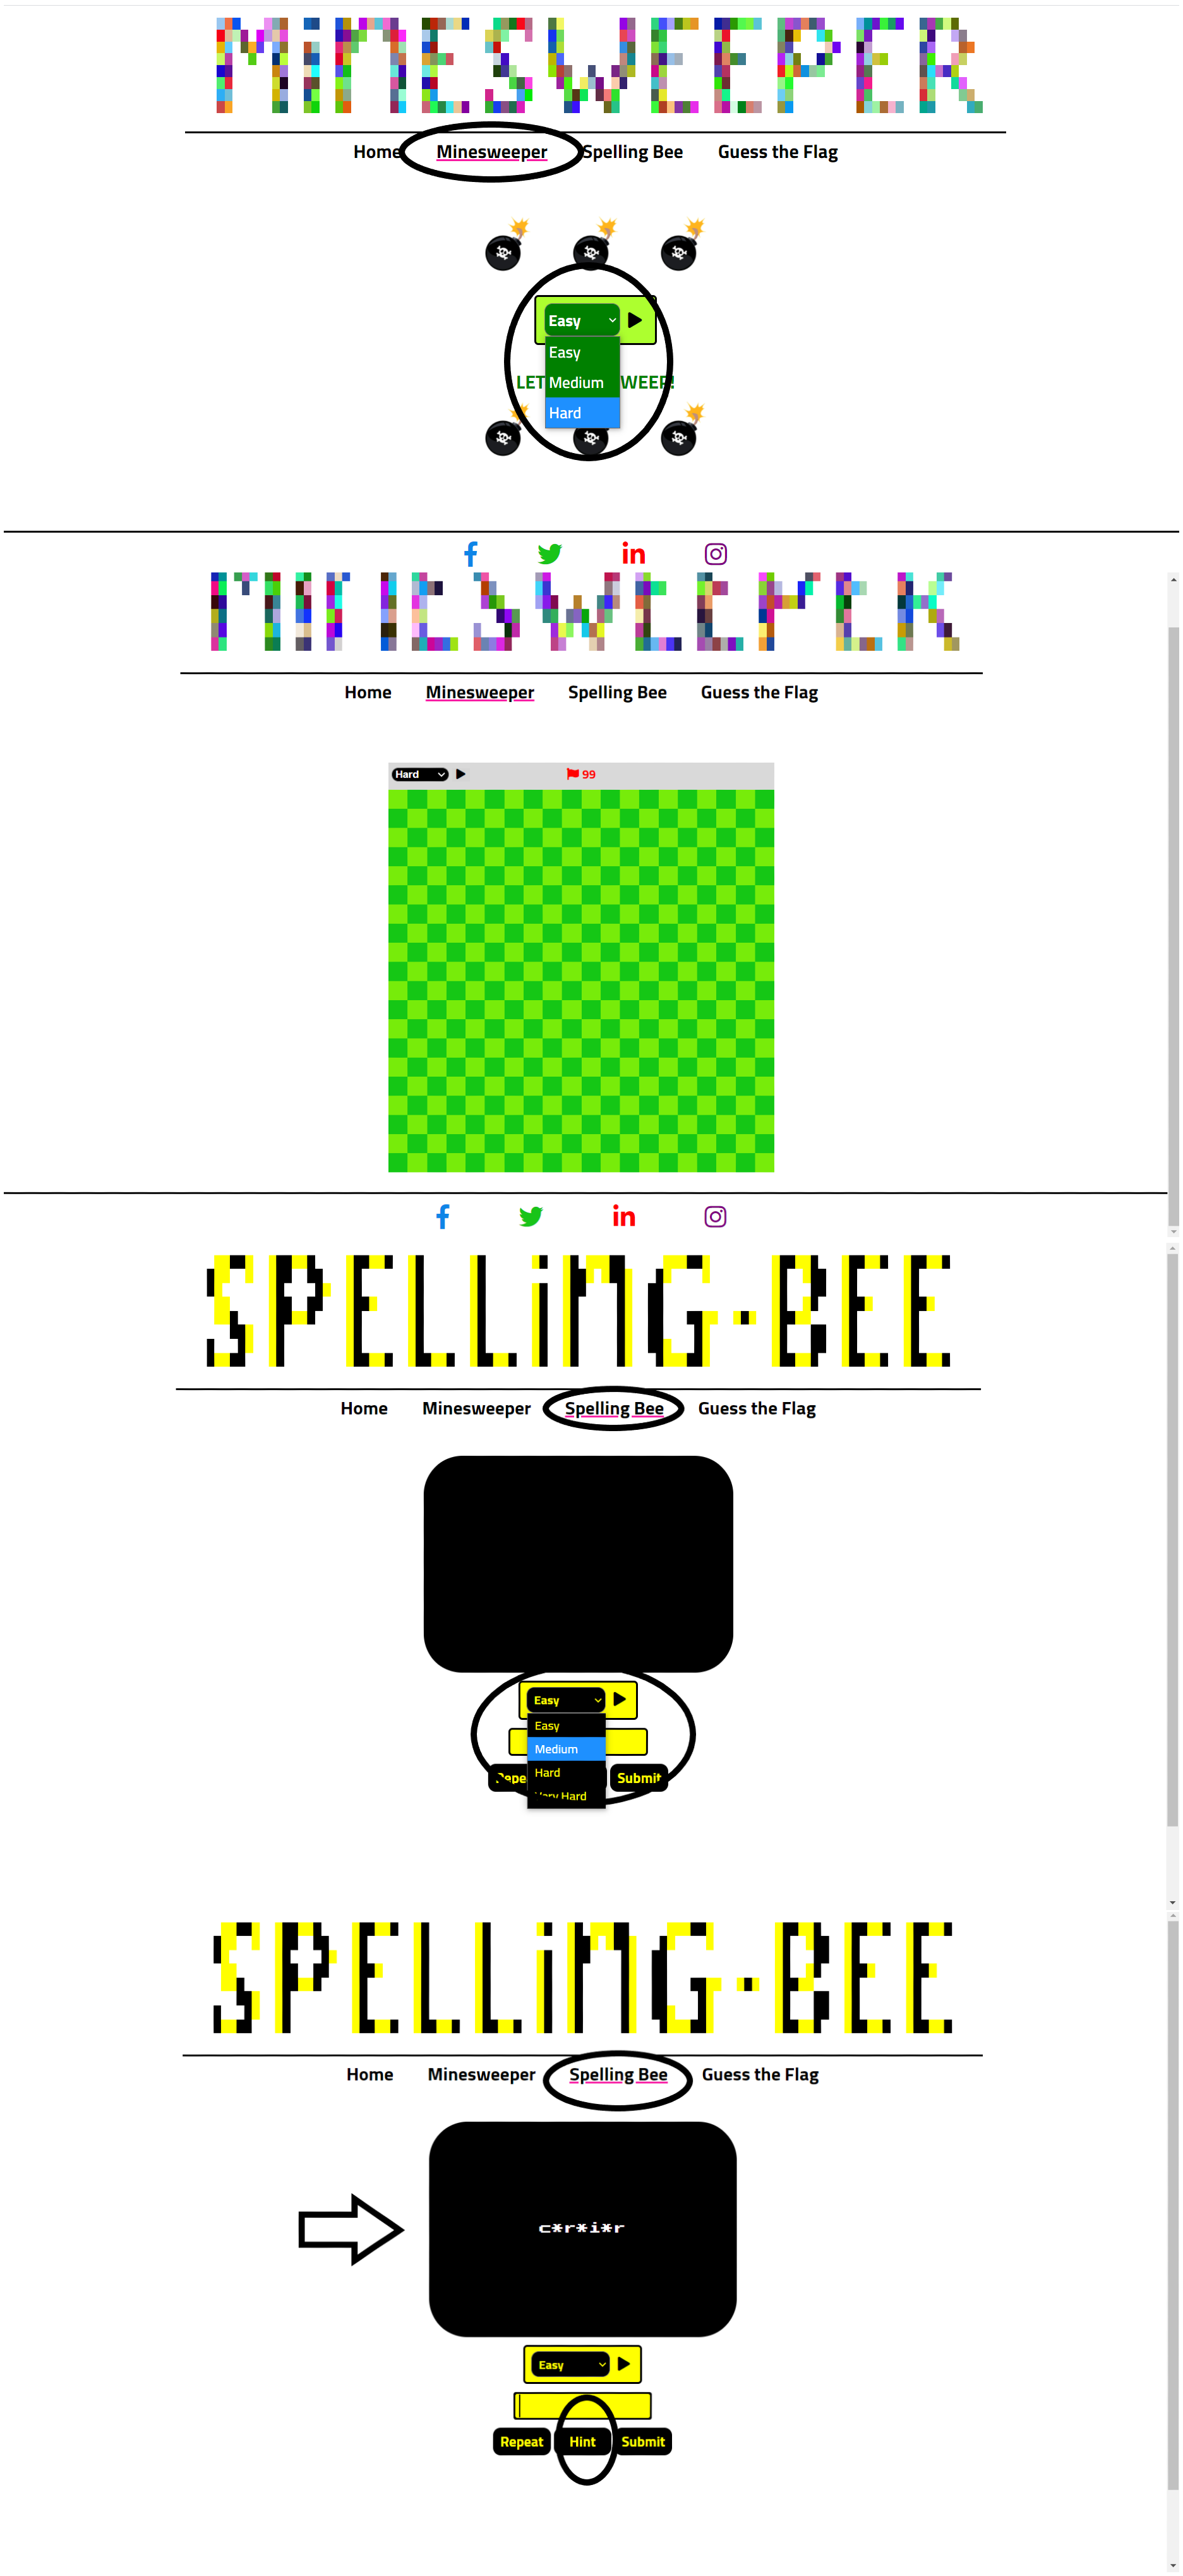 MiNESWEEPER
Home Minesweeper Spelling Bee Guess the Flag
Easy
Easy
LET WEEP!
Medium
Hard
MINESWEEPER
Home Minesweeper Spelling Bee Guess the Flag
Hard 99
SPELLiNG-BEE
Home Minesweeper Spelling Bee Guess the Flag
Easy
Easy
Medium
Hard
Submit
Very Hard
SPELLiNG-BEE
Home Minesweeper Spelling Bee Guess the Flag
c*r*i*r
Easy
Repeat Hint Submit